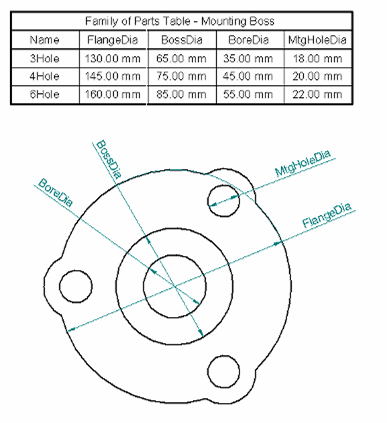 Family of Parts Table - Mounting Boss
Name FlangeDia BossDia BoreDia MtgHoleDia
3Hole 130.00 mm 65.00 mm 35.00 mm 18.00 mm
4Hole 145.00 mm 75.00 mm 45.00 mm 20.00 mm
6Hole 160.00 mm 85.00 mm 55.00 mm 22.00 mm
BossDia
MtgHoleDia
BoreDia
FlangeDia